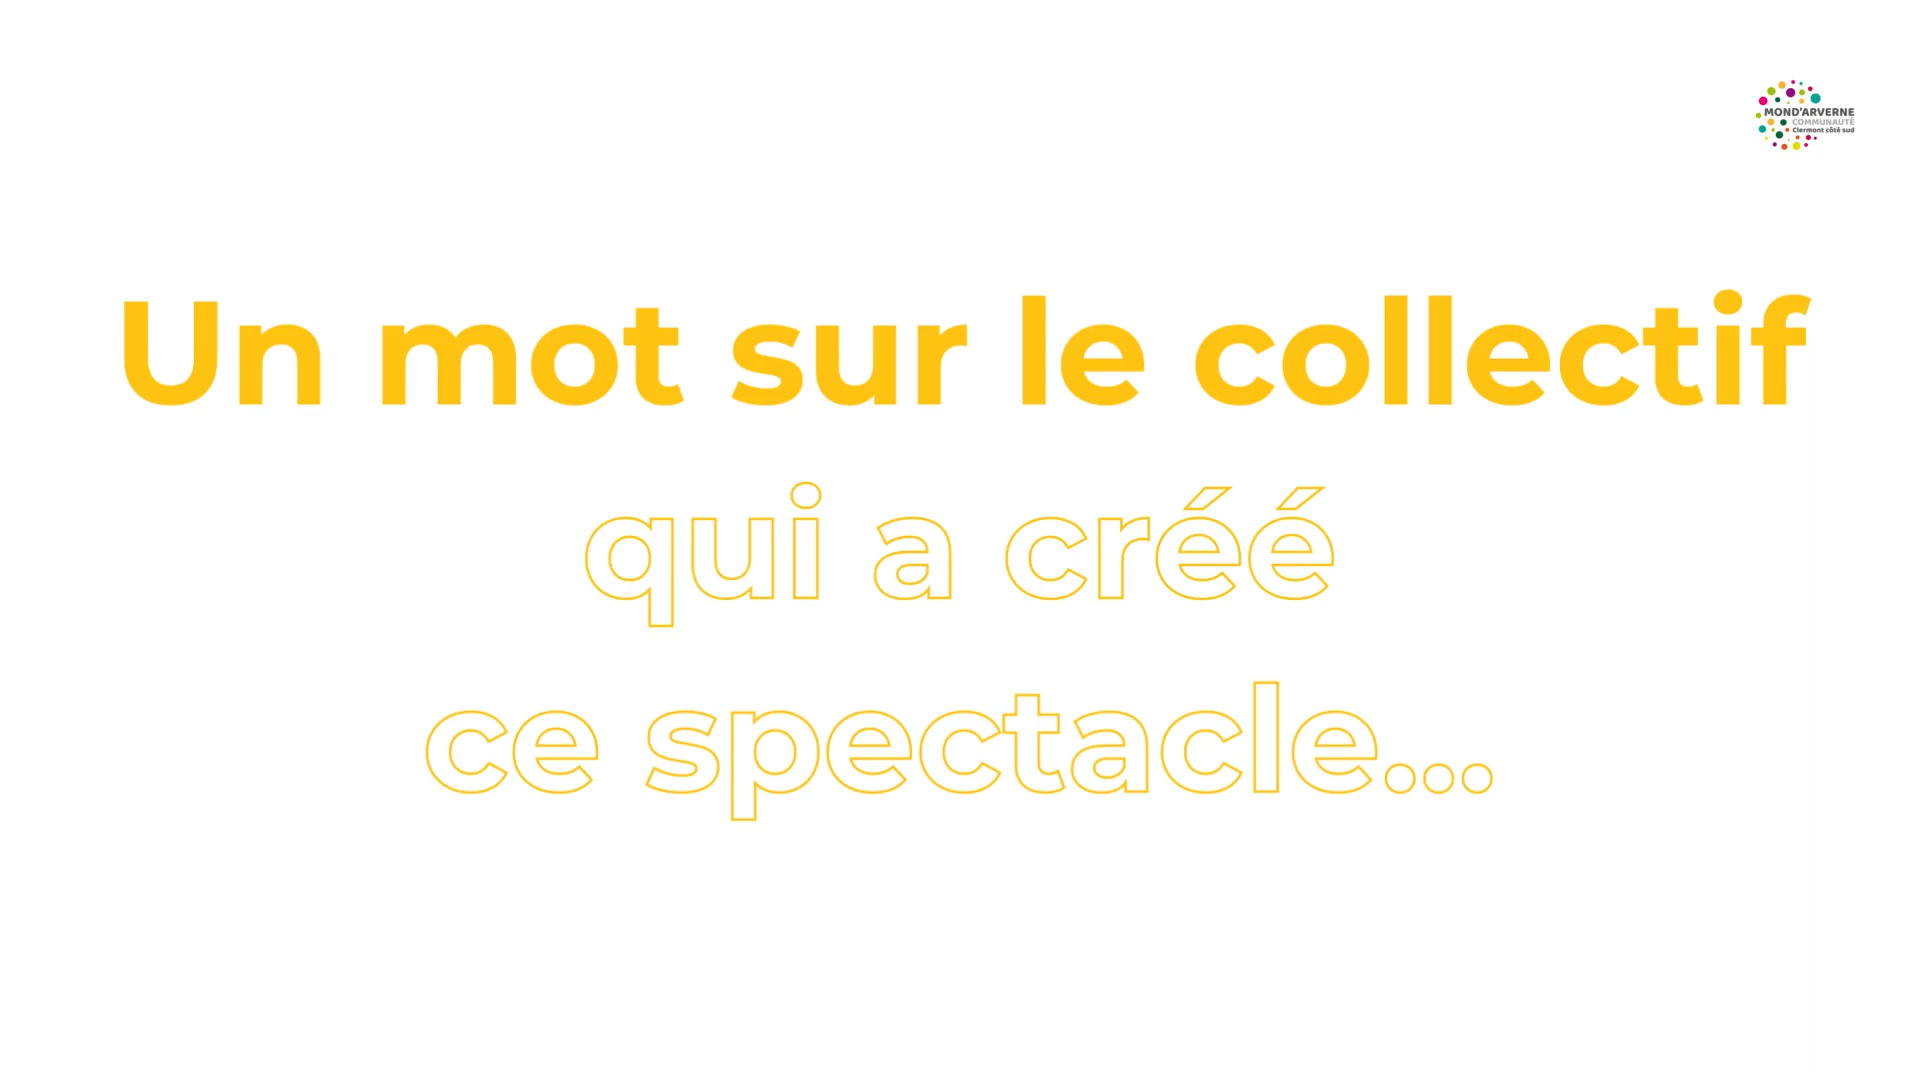 MOND'ARVERNE
COMMUNAUTÉ
Clermont côté sud
Un mot sur le collectif
qui a créé
ce spectacle...